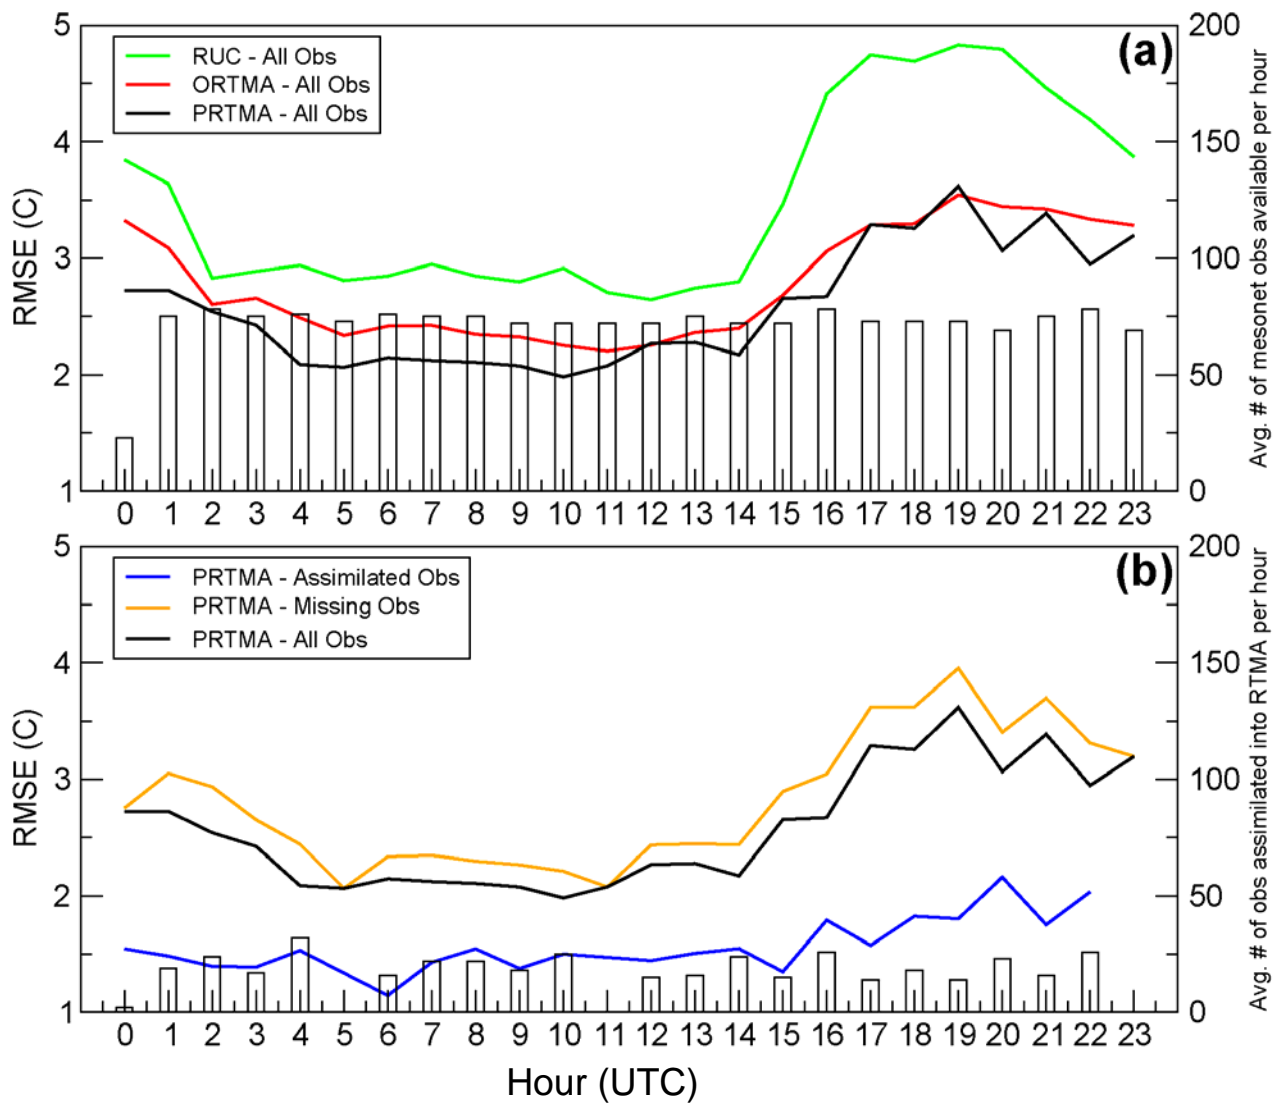 (a)
RUC - All Obs
ORTMA - All Obs
PRTMA - All Obs
5
4
3
2
1
RMSE (C)
200
150
100
50
0
Avg. # of mesonet obs available per hour
0 1 2 3 4 5 6 7 8 9 10 11 12 13 14 15 16 17 18 19 20 21 22 23
(b)
PRTMA - Assimilated Obs
PRTMA - Missing Obs
PRTMA - All Obs
5
4
3
2
1
RMSE (C)
200
150
100
50
0
Avg. # of obs assimilated into RTMA per hour
0 1 2 3 4 5 6 7 8 9 10 11 12 13 14 15 16 17 18 19 20 21 22 23
Hour (UTC)